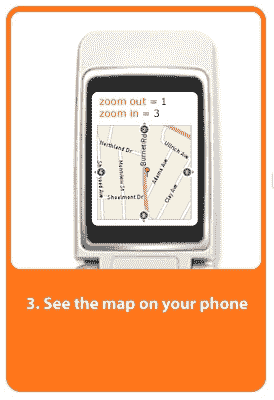 zoom out = 1
zoom in = 3
Northland Dr
Burnet Rd
Ullrich Ave
Adams Ave
Clay Ave
Shoalmont Dr
3. See the map on your phone